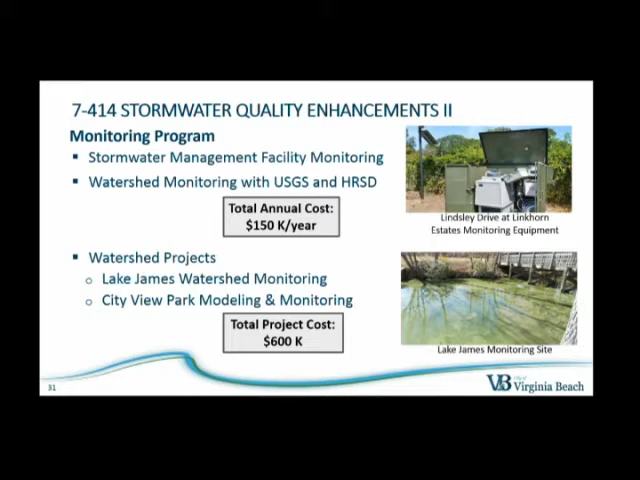 7-414 STORMWATER QUALITY ENHANCEMENTS II
Monitoring Program
▪ Stormwater Management Facility Monitoring
▪ Watershed Monitoring with USGS and HRSD
Total Annual Cost:
$150 K/year
Lindsley Drive at Linkhorn
Estates Monitoring Equipment
▪ Watershed Projects
o Lake James Watershed Monitoring
o City View Park Modeling & Monitoring
Total Project Cost:
$600 K
Lake James Monitoring Site
31
VB
City of
Virginia Beach